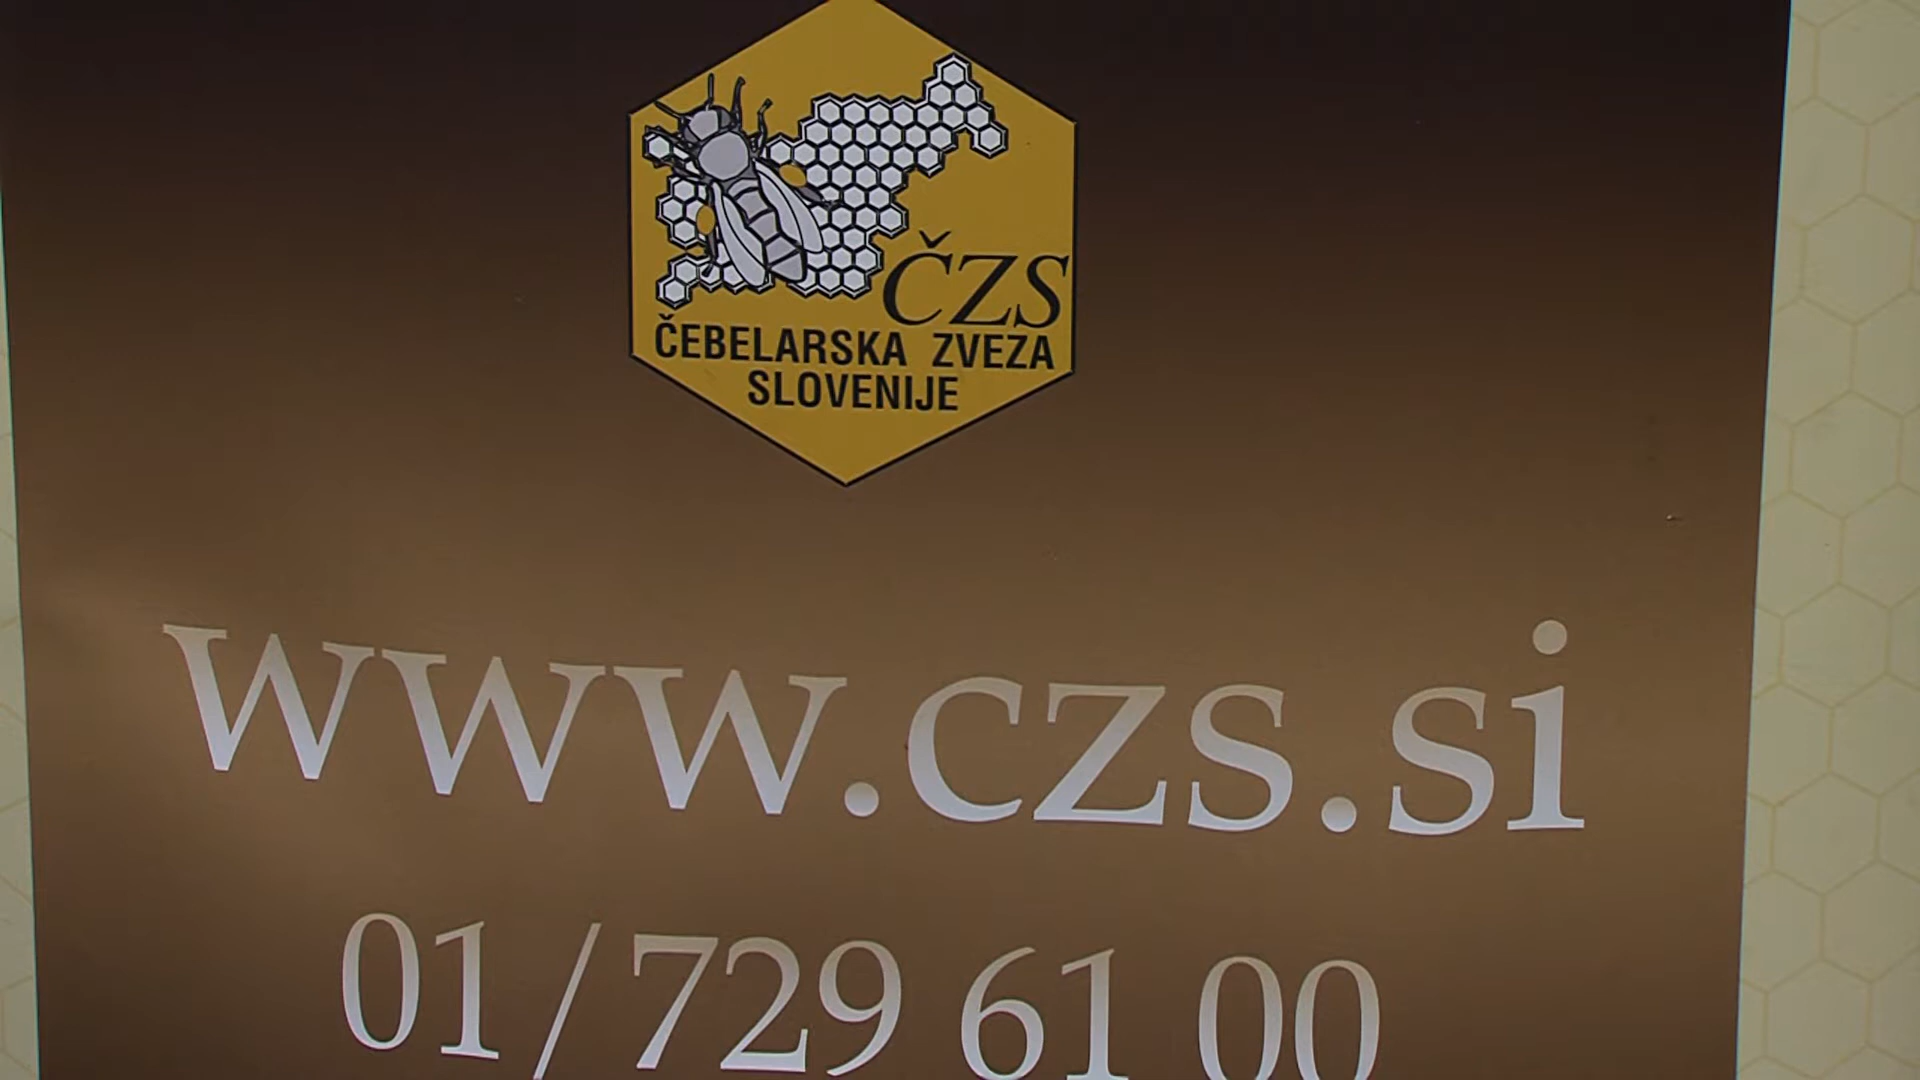 ČZS
ČEBELARSKA ZVEZA
SLOVENIJE
www.czs.si
01/729 61 00